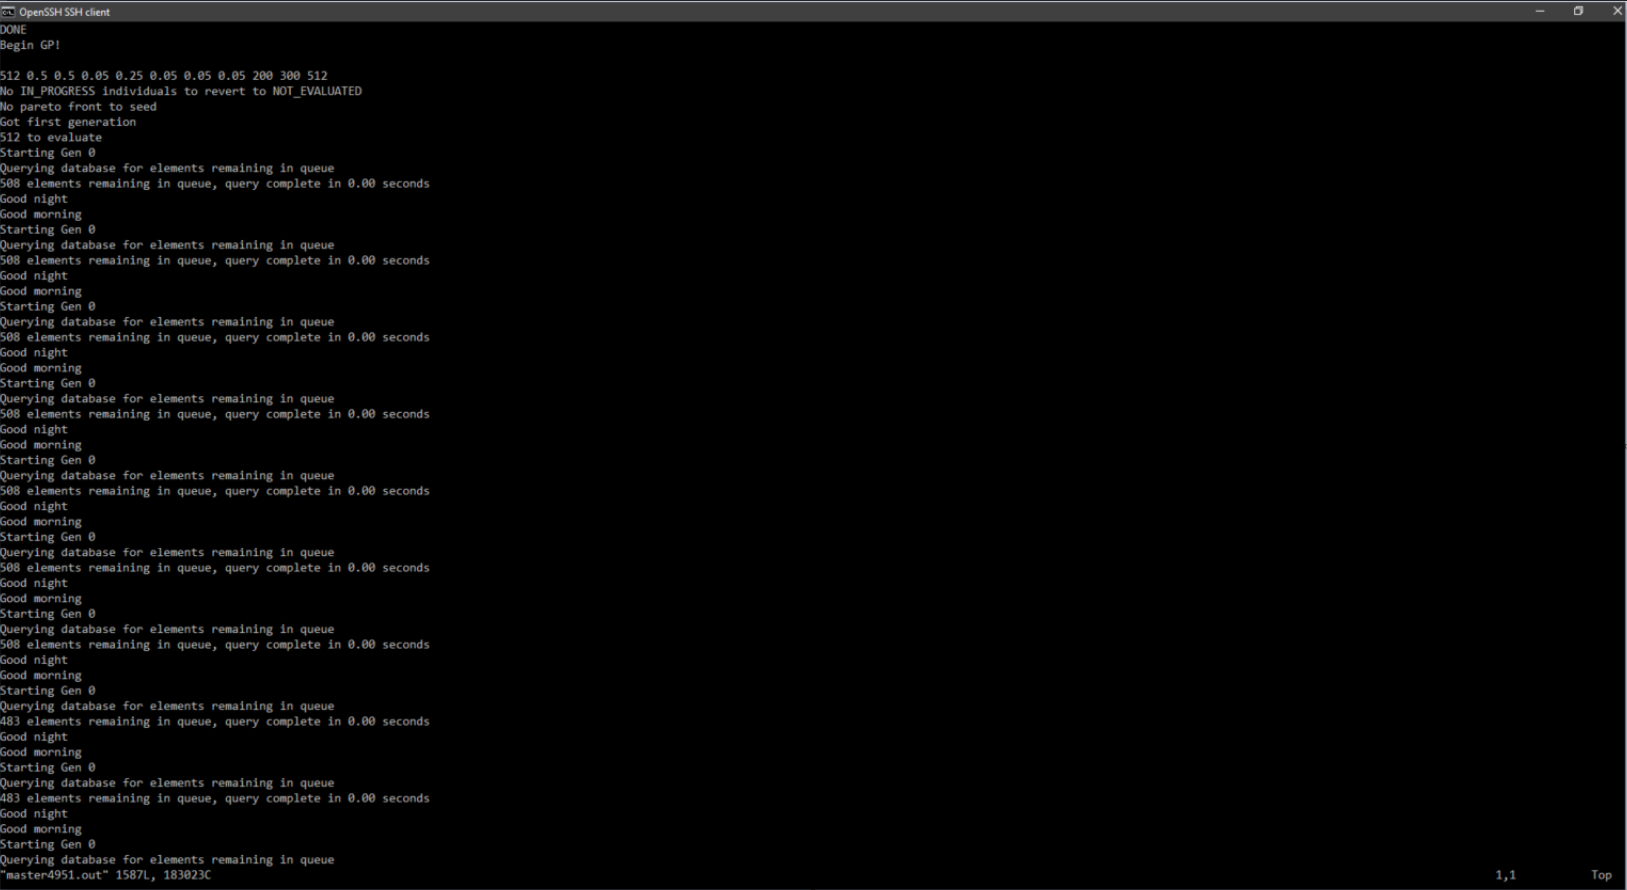 OpenSSH SSH client
DONE
Begin GP!
512 0.5 0.5 0.05 0.25 0.05 0.05 0.05 200 300 512
No IN_PROGRESS individuals to revert to NOT_EVALUATED
No pareto front to seed
Got first generation
512 to evaluate
Starting Gen 0
Querying database for elements remaining in queue
508 elements remaining in queue, query complete in 0.00 seconds
Good night
Good morning
Starting Gen 0
Querying database for elements remaining in queue
508 elements remaining in queue, query complete in 0.00 seconds
Good night
Good morning
Starting Gen 0
Querying database for elements remaining in queue
508 elements remaining in queue, query complete in 0.00 seconds
Good night
Good morning
Starting Gen 0
Querying database for elements remaining in queue
508 elements remaining in queue, query complete in 0.00 seconds
Good night
Good morning
Starting Gen 0
Querying database for elements remaining in queue
508 elements remaining in queue, query complete in 0.00 seconds
Good night
Good morning
Starting Gen 0
Querying database for elements remaining in queue
508 elements remaining in queue, query complete in 0.00 seconds
Good night
Good morning
Starting Gen 0
Querying database for elements remaining in queue
508 elements remaining in queue, query complete in 0.00 seconds
Good night
Good morning
Starting Gen 0
Querying database for elements remaining in queue
483 elements remaining in queue, query complete in 0.00 seconds
Good night
Good morning
Starting Gen 0
Querying database for elements remaining in queue
483 elements remaining in queue, query complete in 0.00 seconds
Good night
Good morning
Starting Gen 0
Querying database for elements remaining in queue
"master4951.out" 1587L, 183023C 1,1 Top